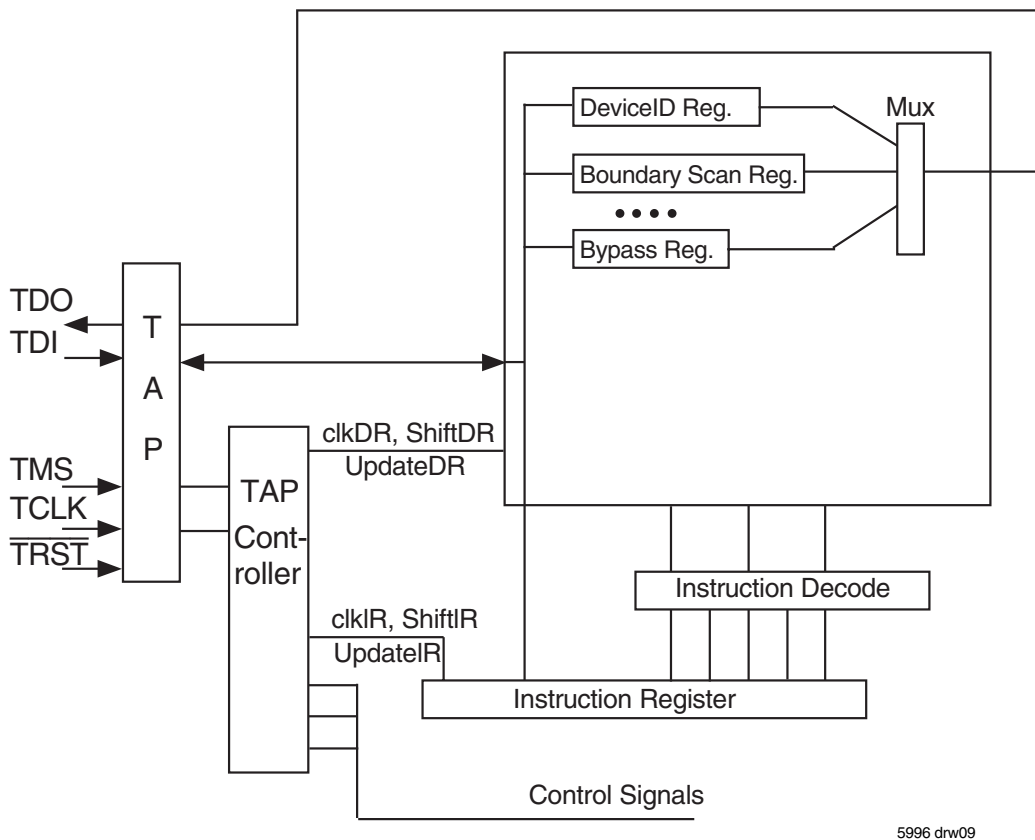 DeviceID Reg.
Mux
Boundary Scan Reg.
Bypass Reg.
TDO
TDI
T
A
P
TMS
TCLK
TRST
clkDR, ShiftDR
UpdateDR
TAP
Cont-
roller
Instruction Decode
clkIR, ShiftIR
UpdateIR
Instruction Register
Control Signals
5996 drw09